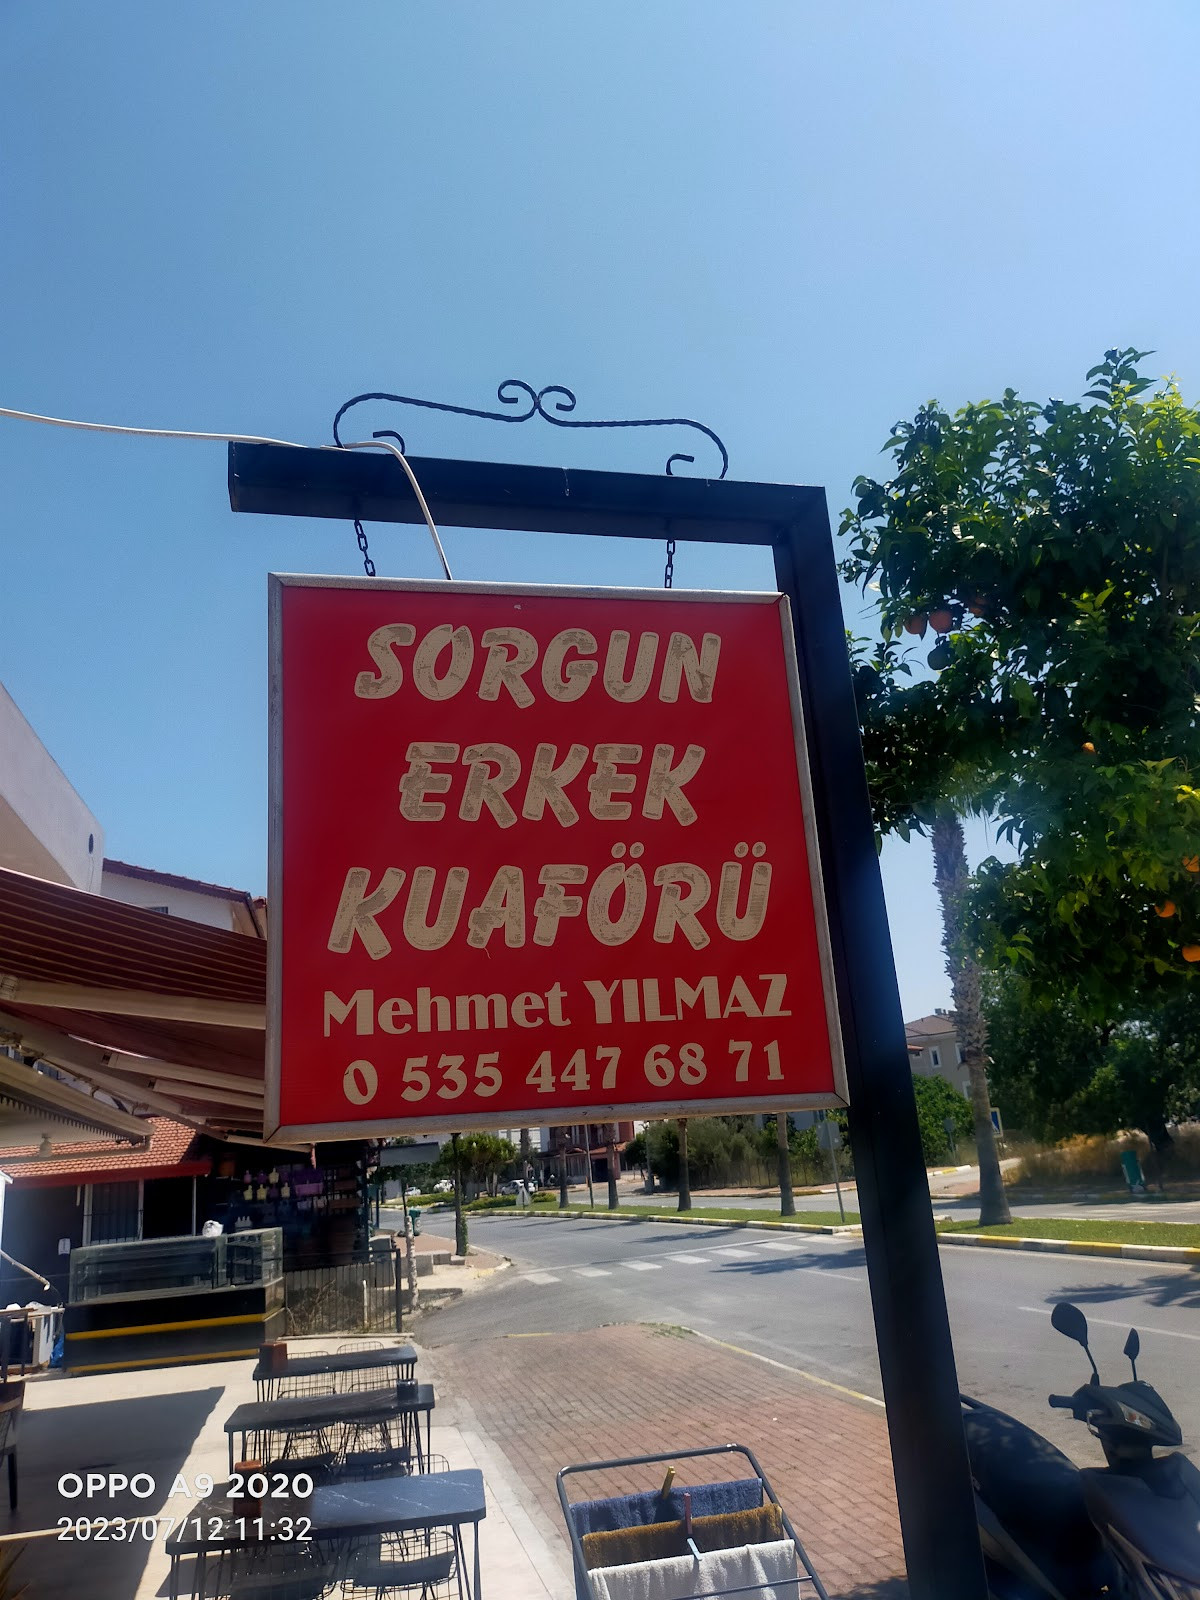 SORGUN
ERKEK
KUAFÖRÜ
Mehmet YILMAZ
0 535 447 68 71
OPPO A9 2020
2023/07/12 11:32